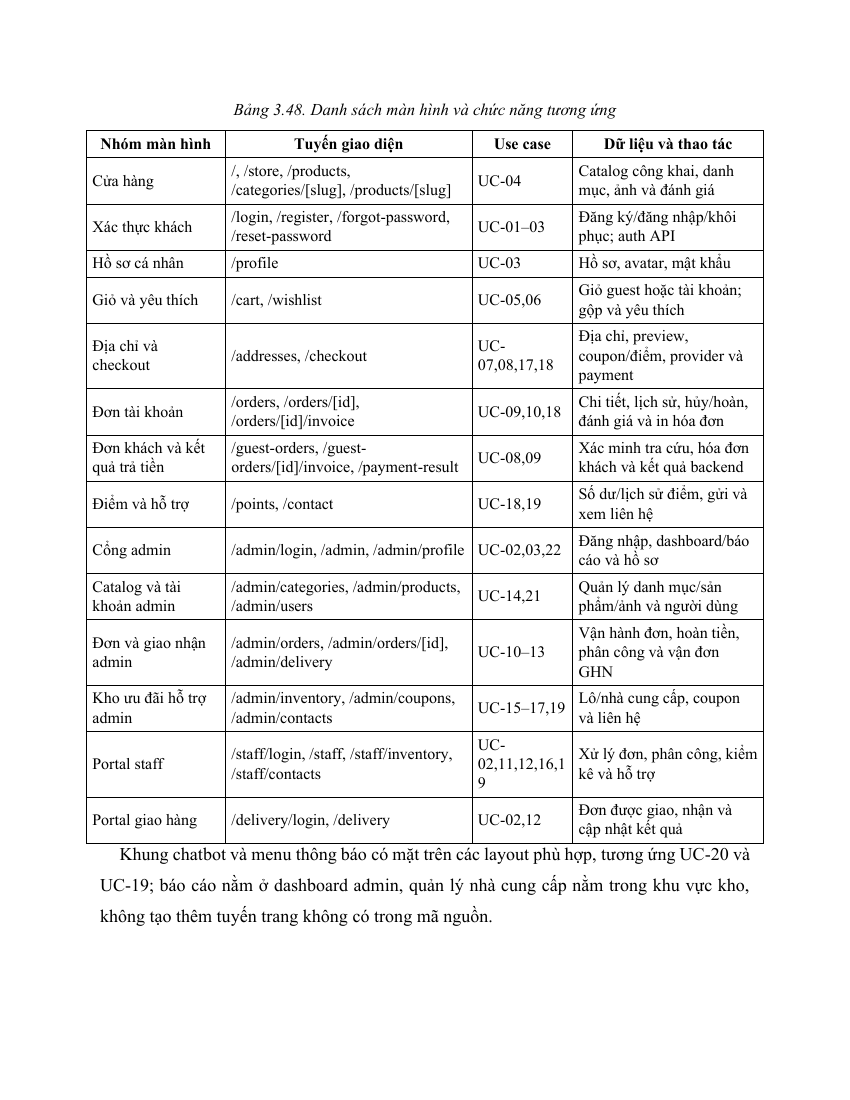 Bảng 3.48. Danh sách màn hình và chức năng tương ứng
Nhóm màn hình
Tuyến giao diện
Use case
Dữ liệu và thao tác
Cửa hàng
/, /store, /products,
/categories/[slug], /products/[slug]
UC-04
Catalog công khai, danh
mục, ảnh và đánh giá
Xác thực khách
/login, /register, /forgot-password,
/reset-password
UC-01–03
Đăng ký/đăng nhập/khôi
phục; auth API
Hồ sơ cá nhân
/profile
UC-03
Hồ sơ, avatar, mật khẩu
Giỏ và yêu thích
/cart, /wishlist
UC-05,06
Giỏ guest hoặc tài khoản;
gộp và yêu thích
Địa chỉ và
checkout
/addresses, /checkout
UC-
07,08,17,18
Địa chỉ, preview,
coupon/điểm, provider và
payment
Đơn tài khoản
/orders, /orders/[id],
/orders/[id]/invoice
UC-09,10,18
Chi tiết, lịch sử, hủy/hoàn,
đánh giá và in hóa đơn
Đơn khách và kết
quả trả tiền
/guest-orders, /guest-
orders/[id]/invoice, /payment-result
UC-08,09
Xác minh tra cứu, hóa đơn
khách và kết quả backend
Điểm và hỗ trợ
/points, /contact
UC-18,19
Số dư/lịch sử điểm, gửi và
xem liên hệ
Cổng admin
/admin/login, /admin, /admin/profile
UC-02,03,22
Đăng nhập, dashboard/báo
cáo và hồ sơ
Catalog và tài
khoản admin
/admin/categories, /admin/products,
/admin/users
UC-14,21
Quản lý danh mục/sản
phẩm/ảnh và người dùng
Đơn và giao nhận
admin
/admin/orders, /admin/orders/[id],
/admin/delivery
UC-10–13
Vận hành đơn, hoàn tiền,
phân công và vận đơn
GHN
Kho ưu đãi hỗ trợ
admin
/admin/inventory, /admin/coupons,
/admin/contacts
UC-15–17,19
Lô/nhà cung cấp, coupon
và liên hệ
Portal staff
/staff/login, /staff, /staff/inventory,
/staff/contacts
UC-
02,11,12,16,1
9
Xử lý đơn, phân công, kiểm
kê và hỗ trợ
Portal giao hàng
/delivery/login, /delivery
UC-02,12
Đơn được giao, nhận và
cập nhật kết quả
Khung chatbot và menu thông báo có mặt trên các layout phù hợp, tương ứng UC-20 và
UC-19; báo cáo nằm ở dashboard admin, quản lý nhà cung cấp nằm trong khu vực kho,
không tạo thêm tuyến trang không có trong mã nguồn.